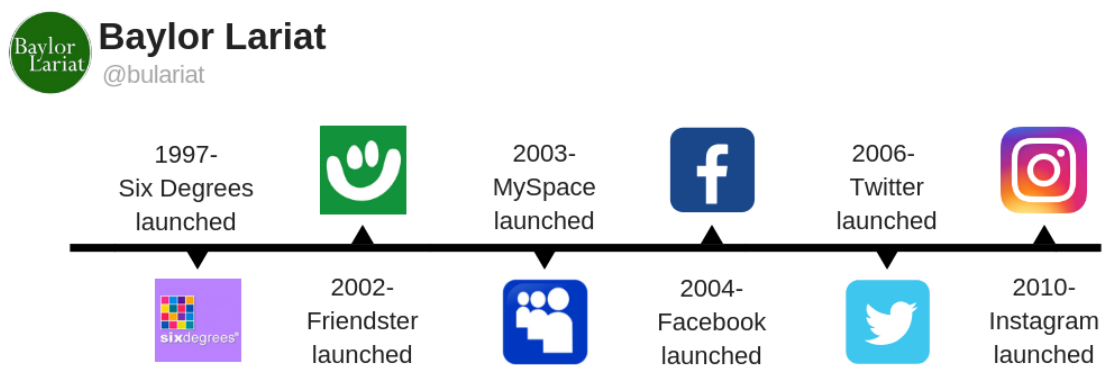 Baylor
Lariat
Baylor Lariat
@bulariat
1997-
Six Degrees
launched
sixdegrees®
2002-
Friendster
launched
2003-
MySpace
launched
2004-
Facebook
launched
2006-
Twitter
launched
2010-
Instagram
launched